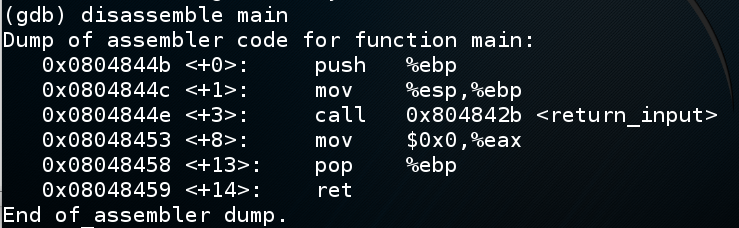 (gdb) disassemble main
Dump of assembler code for function main:
   0x0804844b <+0>:     push   %ebp
   0x0804844c <+1>:     mov    %esp,%ebp
   0x0804844e <+3>:     call   0x804842b <return_input>
   0x08048453 <+8>:     mov    $0x0,%eax
   0x08048458 <+13>:    pop    %ebp
   0x08048459 <+14>:    ret
End of assembler dump.